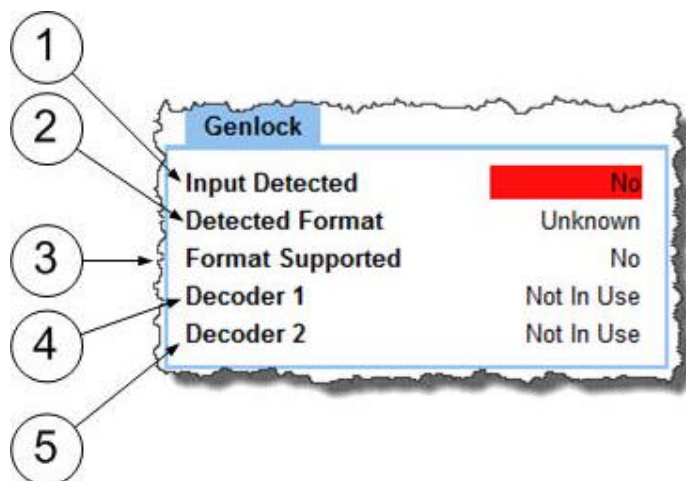 1
2
3
4
5
Genlock
Input Detected No
Detected Format Unknown
Format Supported No
Decoder 1 Not In Use
Decoder 2 Not In Use